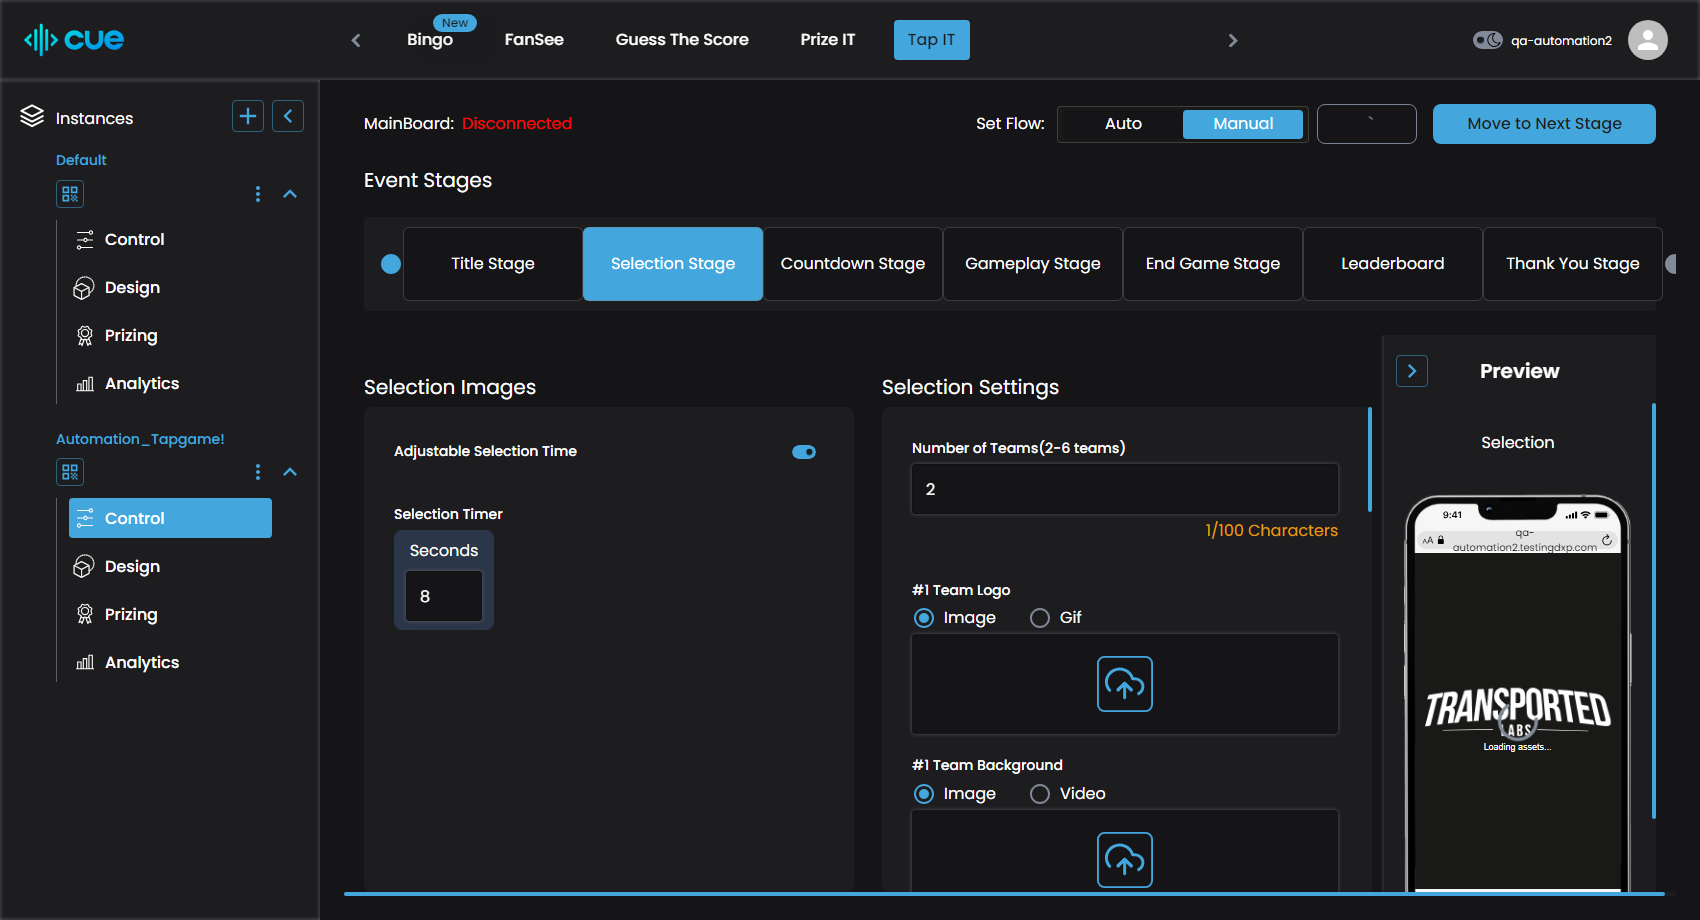 cue
New
Bingo
FanSee
Guess The Score
Prize IT
Tap IT
qa-automation2
Instances
Default
Control
Design
Prizing
Analytics
Automation_Tapgame!
Control
Design
Prizing
Analytics
MainBoard: Disconnected
Set Flow:
Auto
Manual
Move to Next Stage
Event Stages
Title Stage
Selection Stage
Countdown Stage
Gameplay Stage
End Game Stage
Leaderboard
Thank You Stage
Selection Images
Adjustable Selection Time
Selection Timer
Seconds
8
Selection Settings
Number of Teams(2-6 teams)
2
1/100 Characters
#1 Team Logo
Image
Gif
#1 Team Background
Image
Video
Preview
Selection
9:41
AA
qa-
automation2.testingdxp.com
TRANSPORTED
LABS
Loading assets...